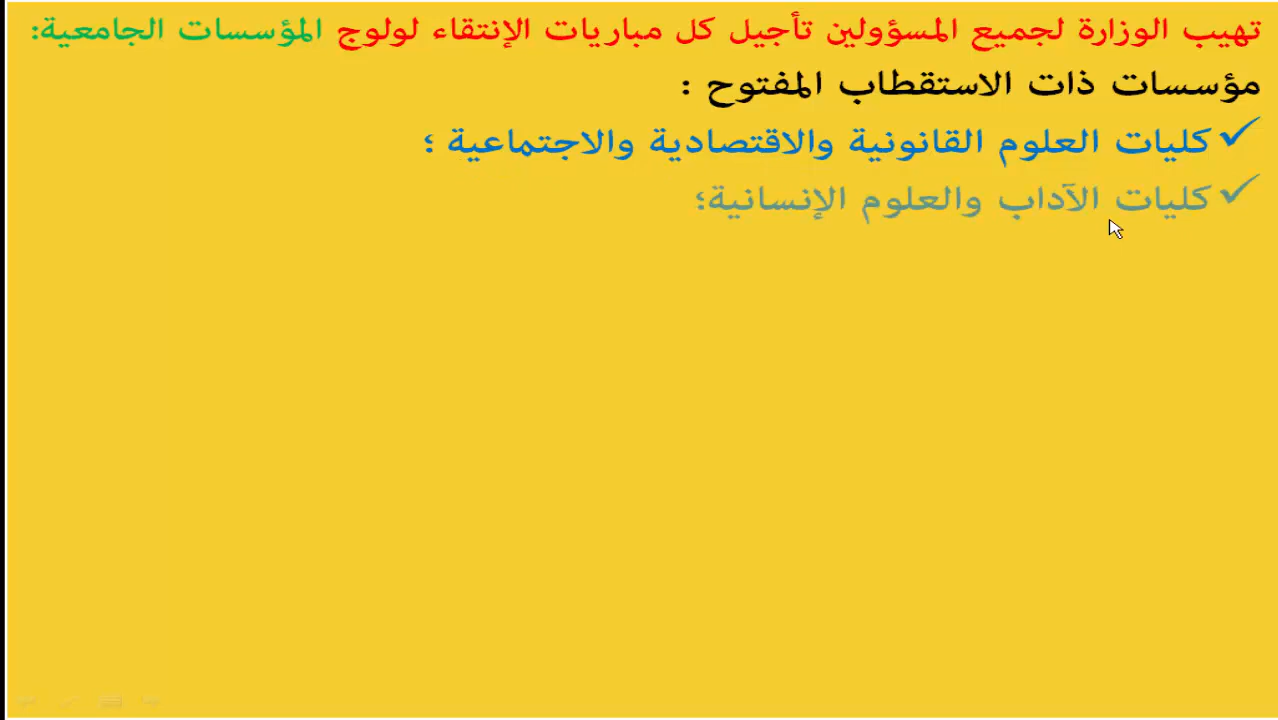 تهيب الوزارة لجميع المسؤولين تأجيل كل مباريات الإنتقاء لولوج المؤسسات الجامعية:
مؤسسات ذات الاستقطاب المفتوح :
✓ كليات العلوم القانونية والاقتصادية والاجتماعية ؛
✓ كليات الآداب والعلوم الإنسانية؛